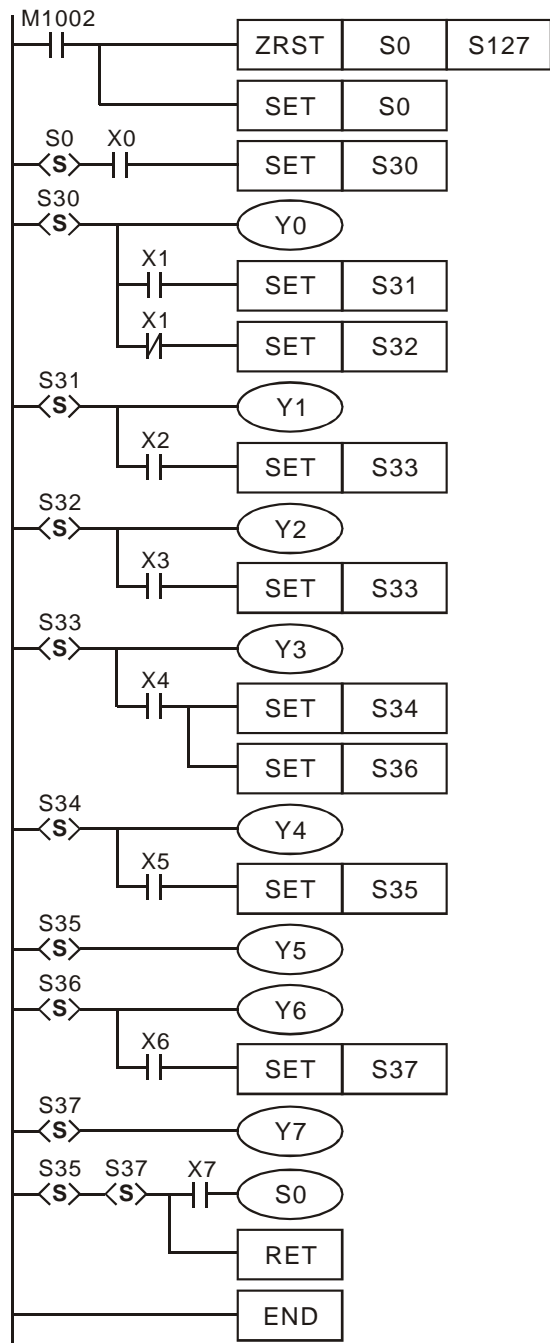 M1002
ZRST S0 S127
SET S0
S0 X0
S SET S30
S30
S Y0
X1
SET S31
X1
SET S32
S31
S Y1
X2
SET S33
S32
S Y2
X3
SET S33
S33
S Y3
X4
SET S34
SET S36
S34
S Y4
X5
SET S35
S35
S Y5
S36
S Y6
X6
SET S37
S37
S Y7
S35 S37 X7
S S S0
RET
END